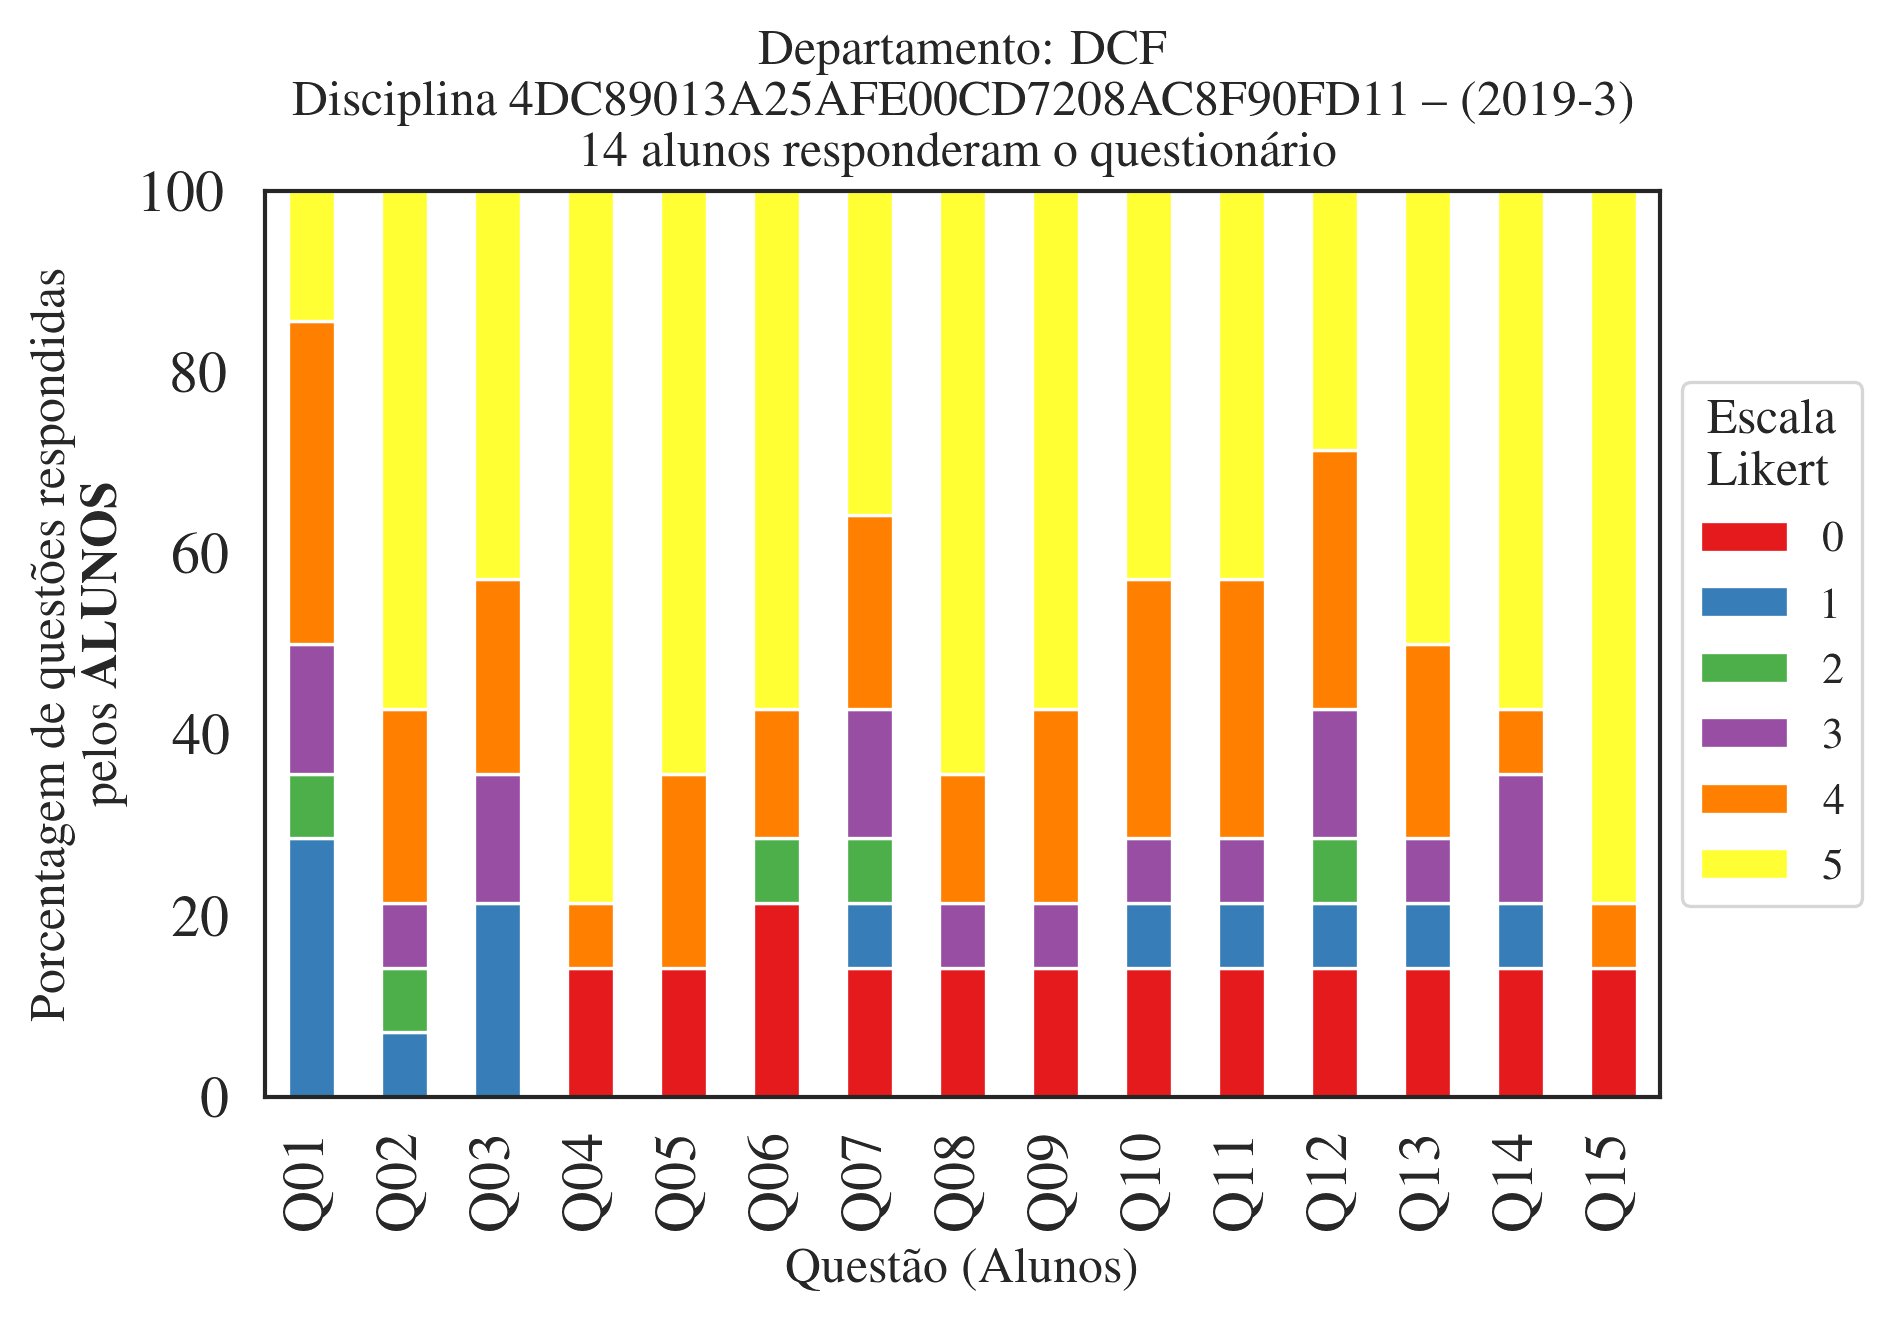 Departamento: DCF
Disciplina 4DC89013A25AFE00CD7208AC8F90FD11 – (2019-3)
14 alunos responderam o questionário
Porcentagem de questões respondidas
pelos ALUNOS
100
80
60
40
20
0
Q01
Q02
Q03
Q04
Q05
Q06
Q07
Q08
Q09
Q10
Q11
Q12
Q13
Q14
Q15
Questão (Alunos)
Escala
Likert
0
1
2
3
4
5